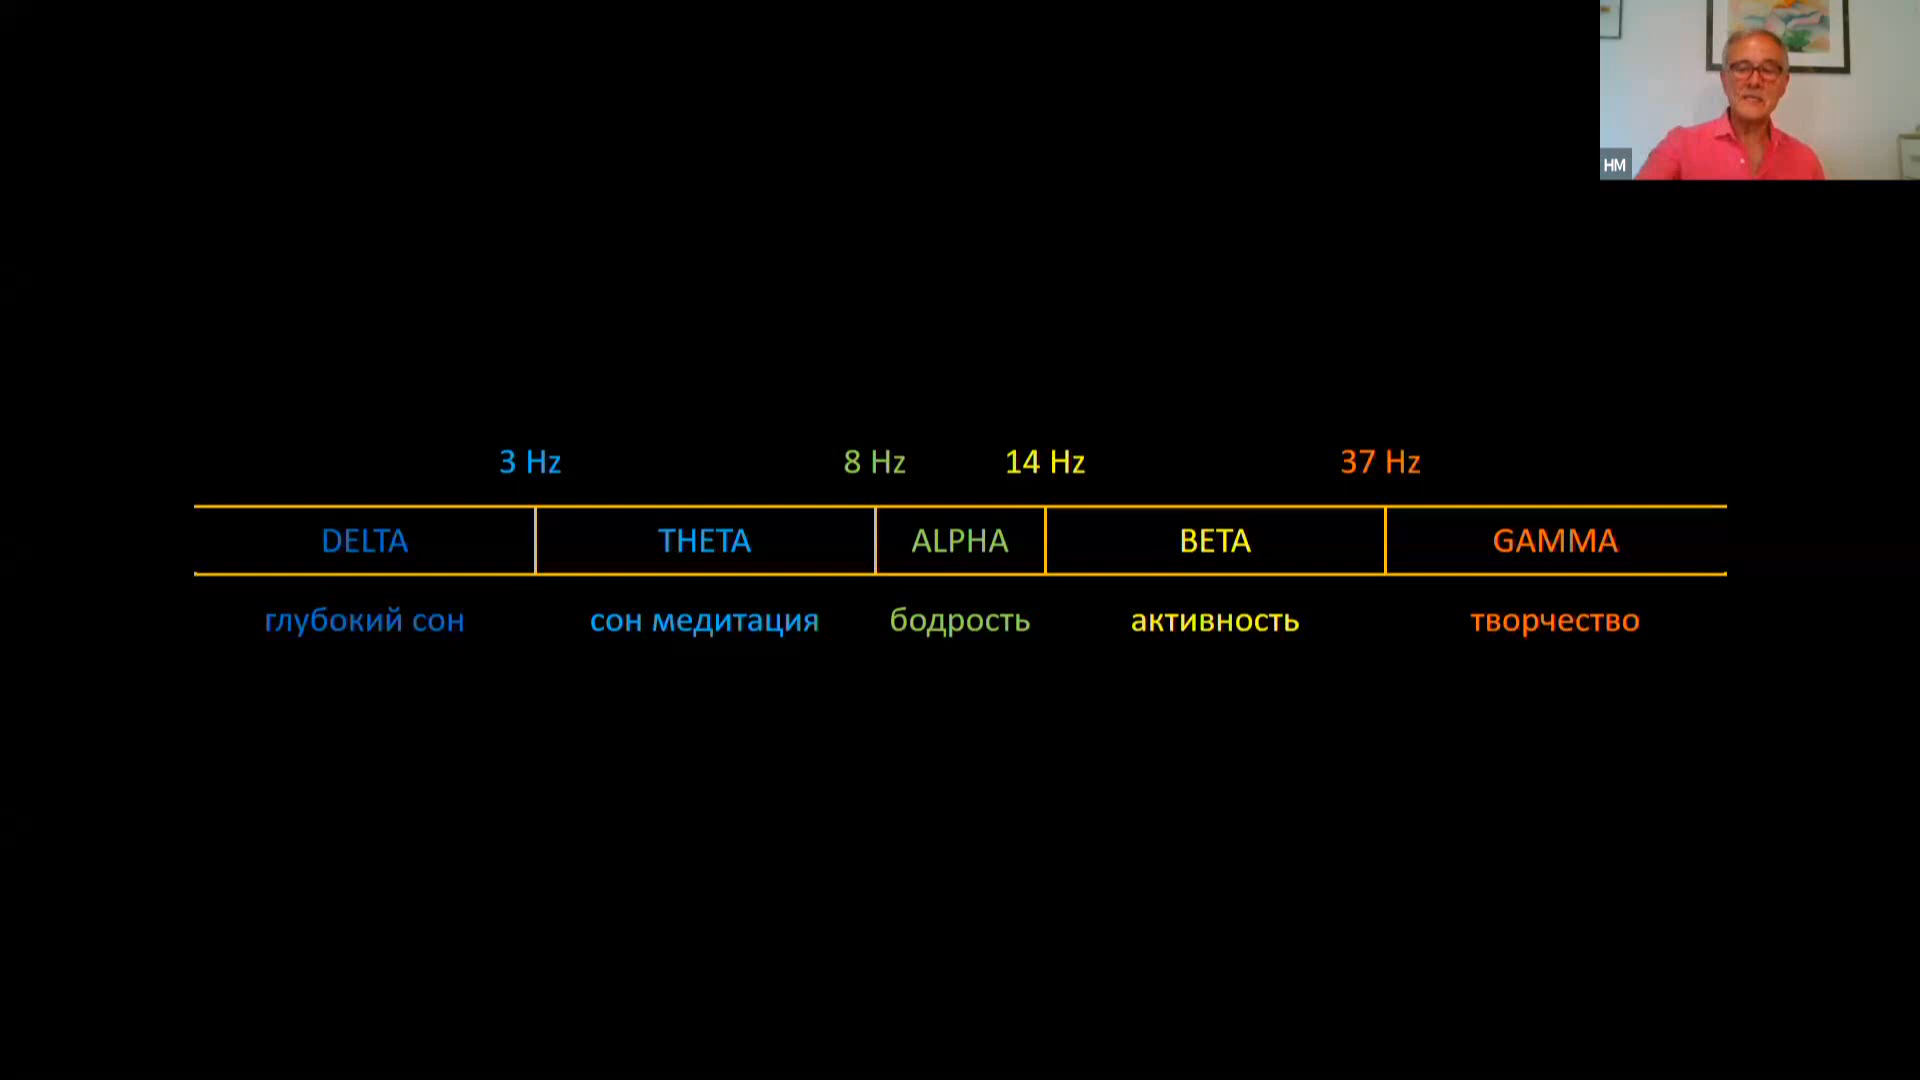 HM
3 Hz 8 Hz 14 Hz 37 Hz
DELTA THETA ALPHA BETA GAMMA
глубокий сон сон медитация бодрость активность творчество